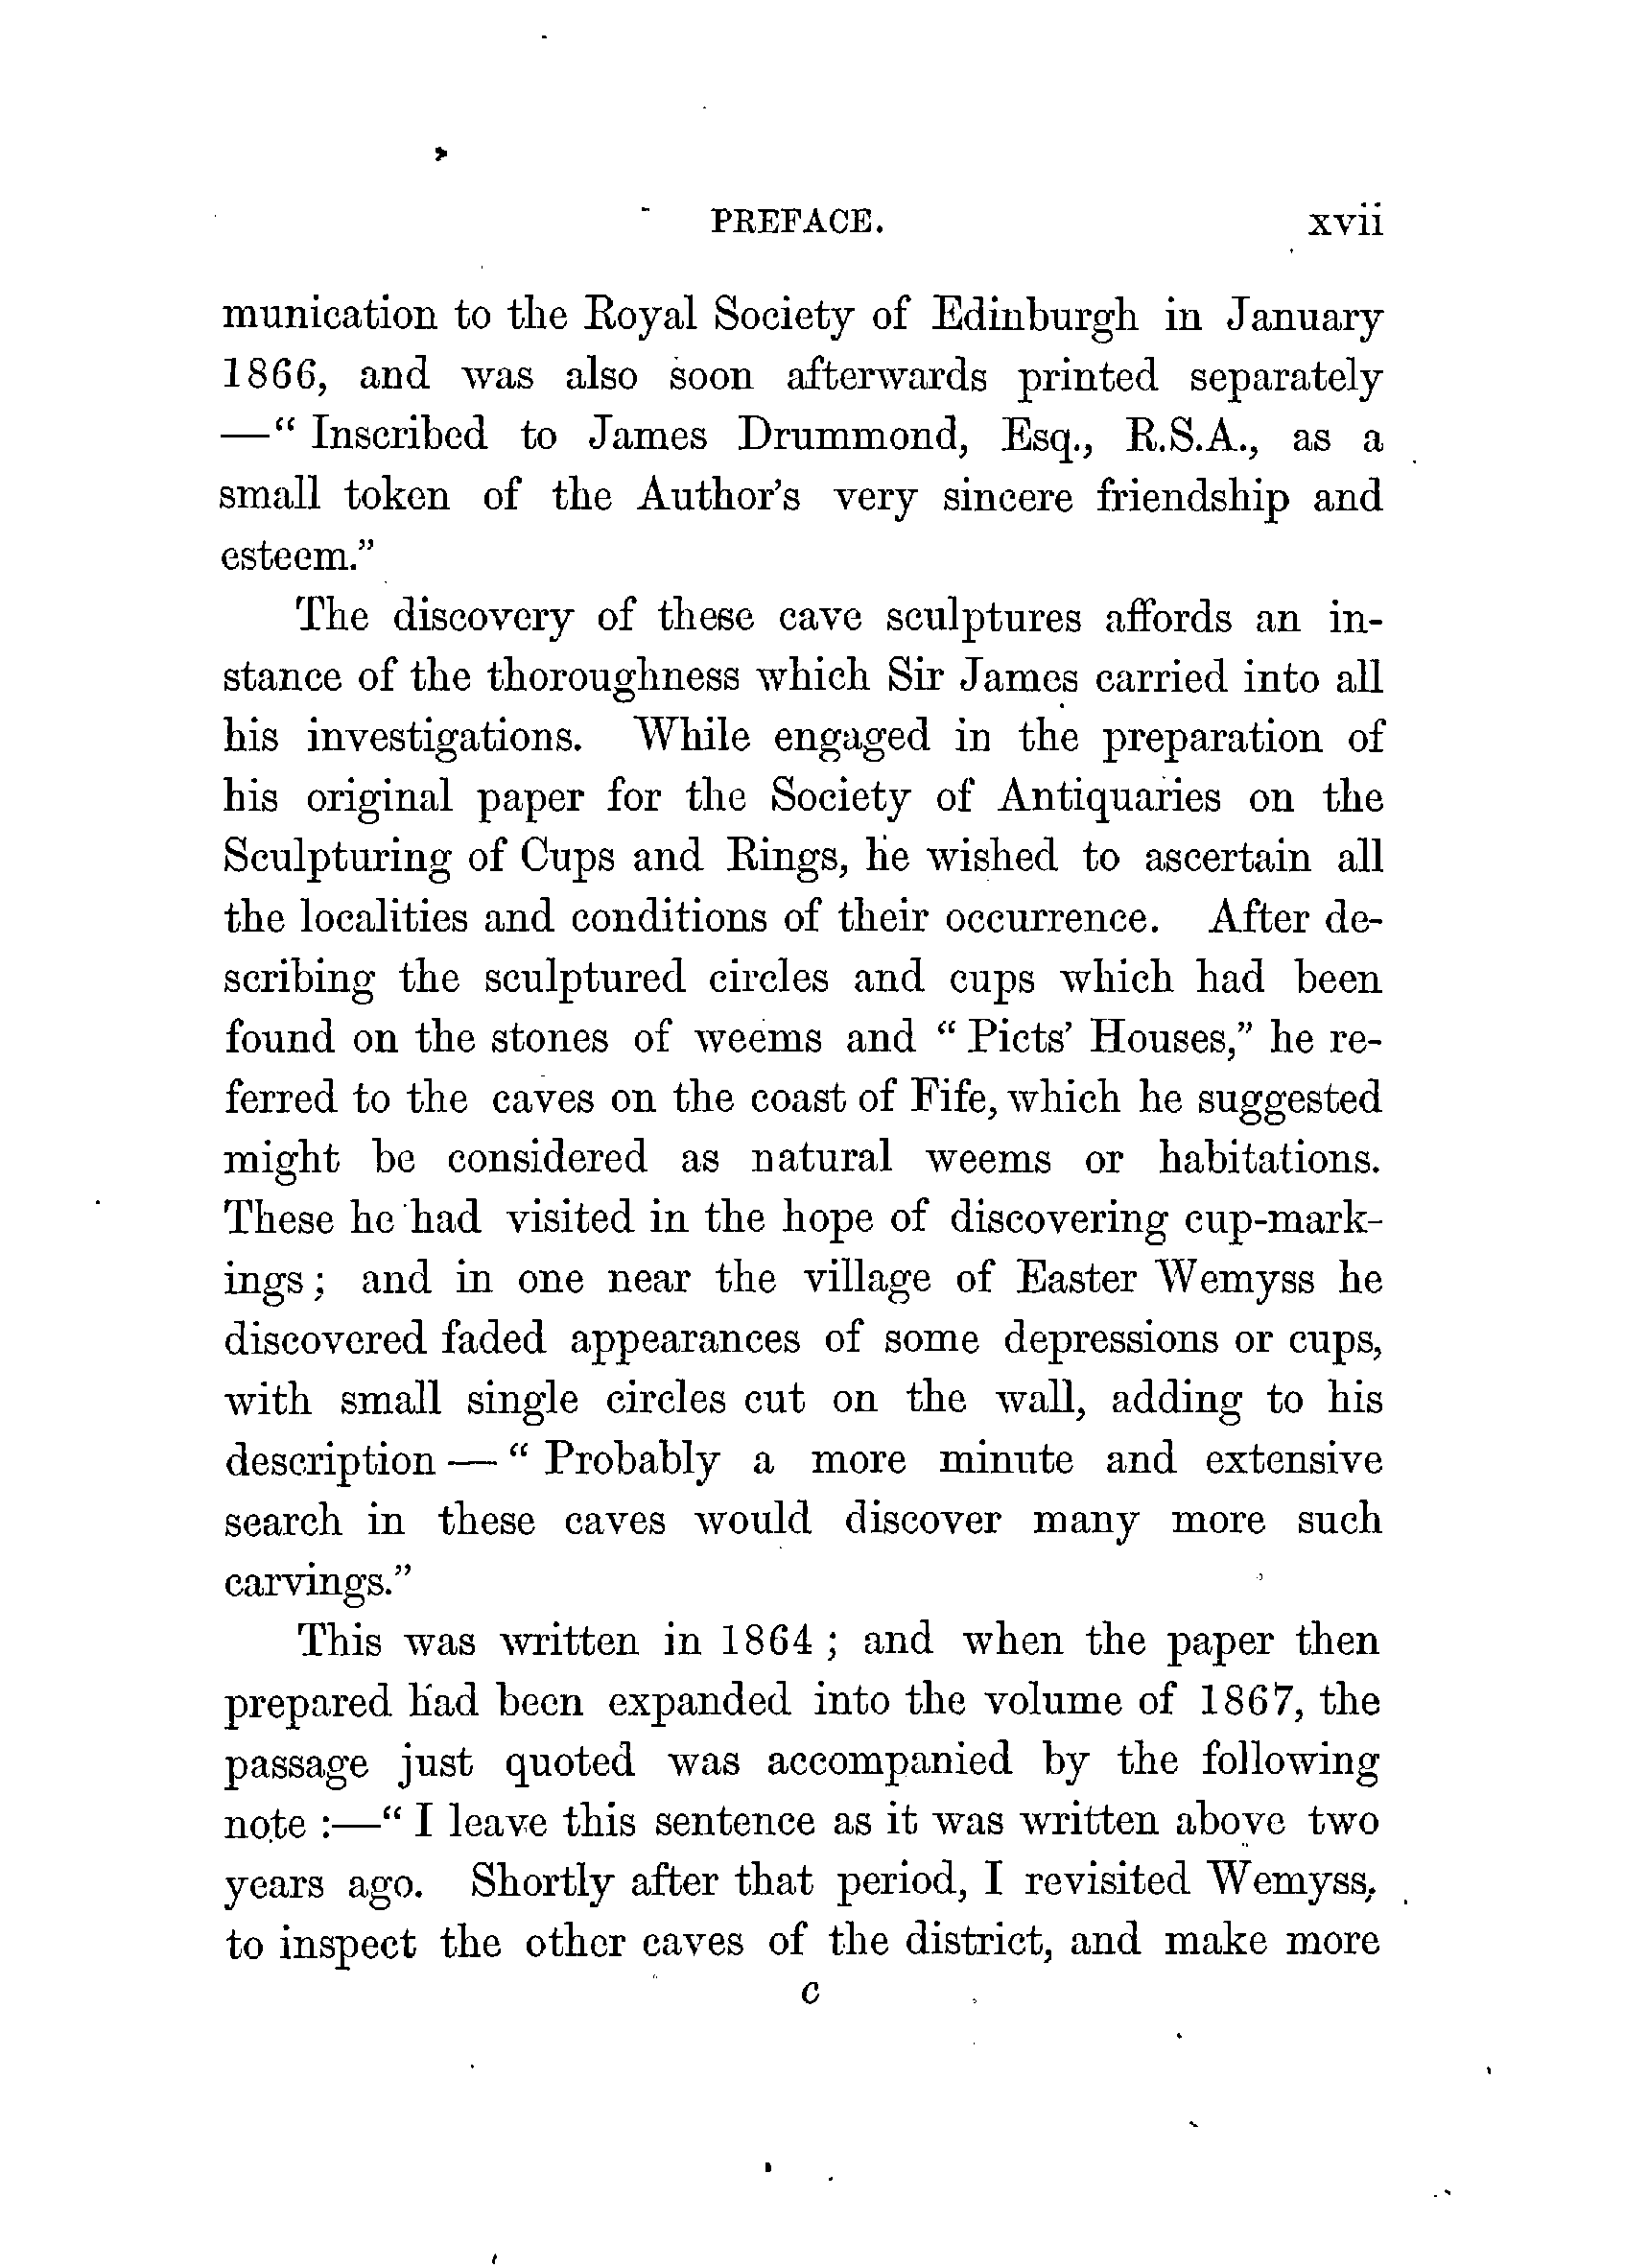 PREFACE. xvii
munication to the Royal Society of Edinburgh in January
1866, and was also soon afterwards printed separately
—“ Inscribed to James Drummond, Esq., R.S.A., as a
small token of the Author’s very sincere friendship and
esteem.”
The discovery of these cave sculptures affords an in-
stance of the thoroughness which Sir James carried into all
his investigations. While engaged in the preparation of
his original paper for the Society of Antiquaries on the
Sculpturing of Cups and Rings, he wished to ascertain all
the localities and conditions of their occurrence. After de-
scribing the sculptured circles and cups which had been
found on the stones of weems and “ Picts’ Houses,” he re-
ferred to the caves on the coast of Fife, which he suggested
might be considered as natural weems or habitations.
These he had visited in the hope of discovering cup-mark-
ings ; and in one near the village of Easter Wemyss he
discovered faded appearances of some depressions or cups,
with small single circles cut on the wall, adding to his
description — “ Probably a more minute and extensive
search in these caves would discover many more such
carvings.”
This was written in 1864 ; and when the paper then
prepared had been expanded into the volume of 1867, the
passage just quoted was accompanied by the following
note :—“ I leave this sentence as it was written above two
years ago. Shortly after that period, I revisited Wemyss,
to inspect the other caves of the district, and make more
c